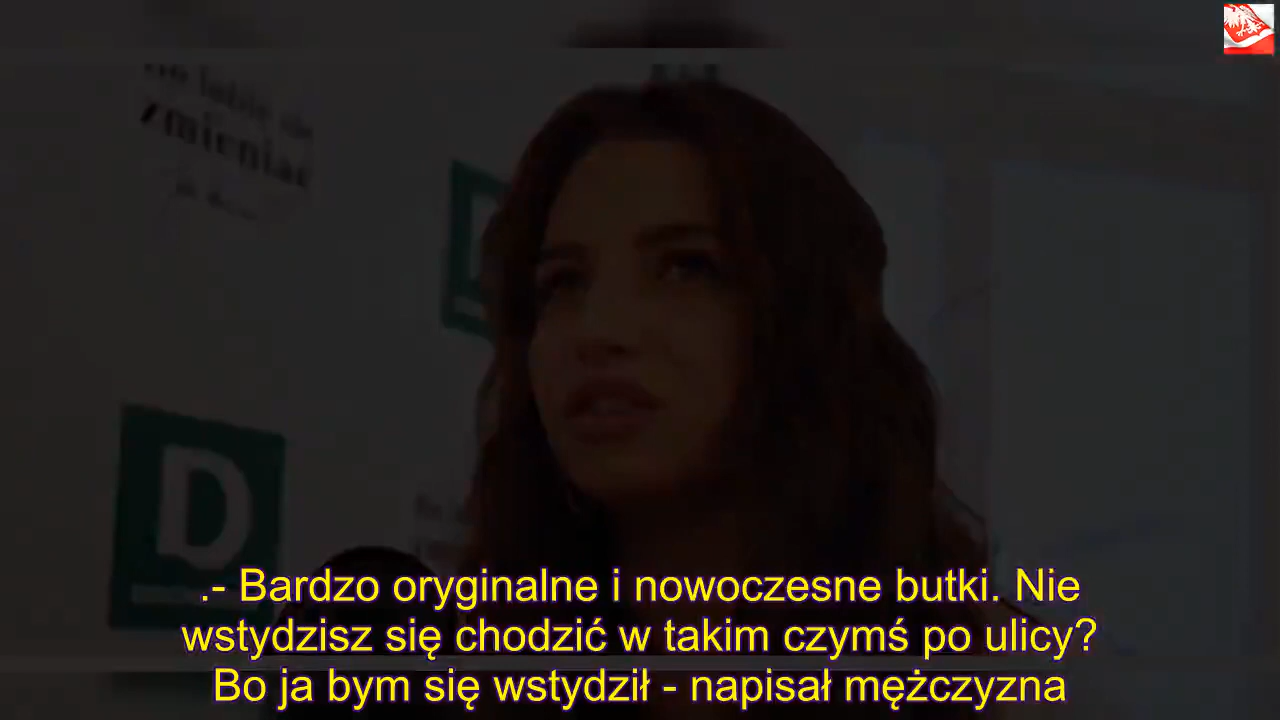 zmieniać
D
D
.- Bardzo oryginalne i nowoczesne butki. Nie
wstydzisz się chodzić w takim czymś po ulicy?
Bo ja bym się wstydził - napisał mężczyzna